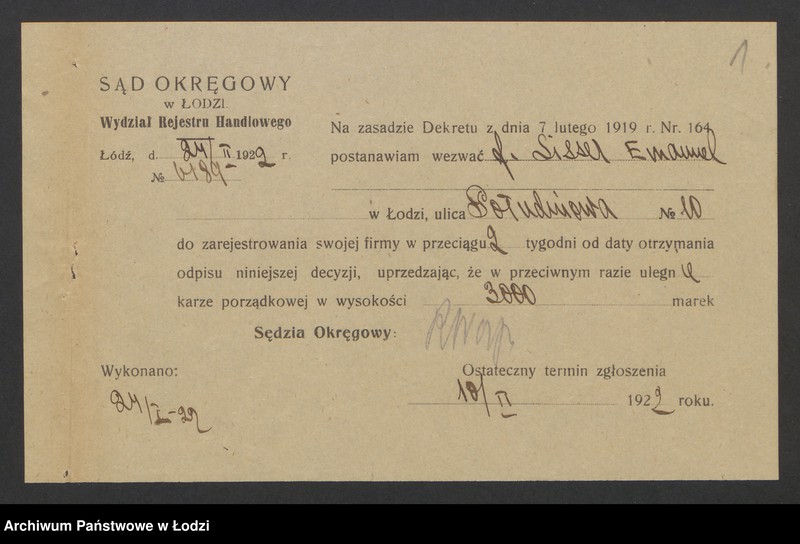 1
SĄD OKRĘGOWY
w ŁODZI.
Wydział Rejestru Handlowego
Łódź, d. 24/II 1922 r.
№ 6189
Na zasadzie Dekretu z dnia 7 lutego 1919 r. Nr. 164
postanawiam wezwać f. Sisser Emanuel
w Łodzi, ulica Południowa № 10
do zarejestrowania swojej firmy w przeciągu 2 tygodni od daty otrzymania
odpisu niniejszej decyzji, uprzedzając, że w przeciwnym razie ulegnie
karze porządkowej w wysokości 3000 marek
Sędzia Okręgowy:
Wykonano:
24/I-22
Ostateczny termin zgłoszenia
10/II 1922 roku.
Archiwum Państwowe w Łodzi